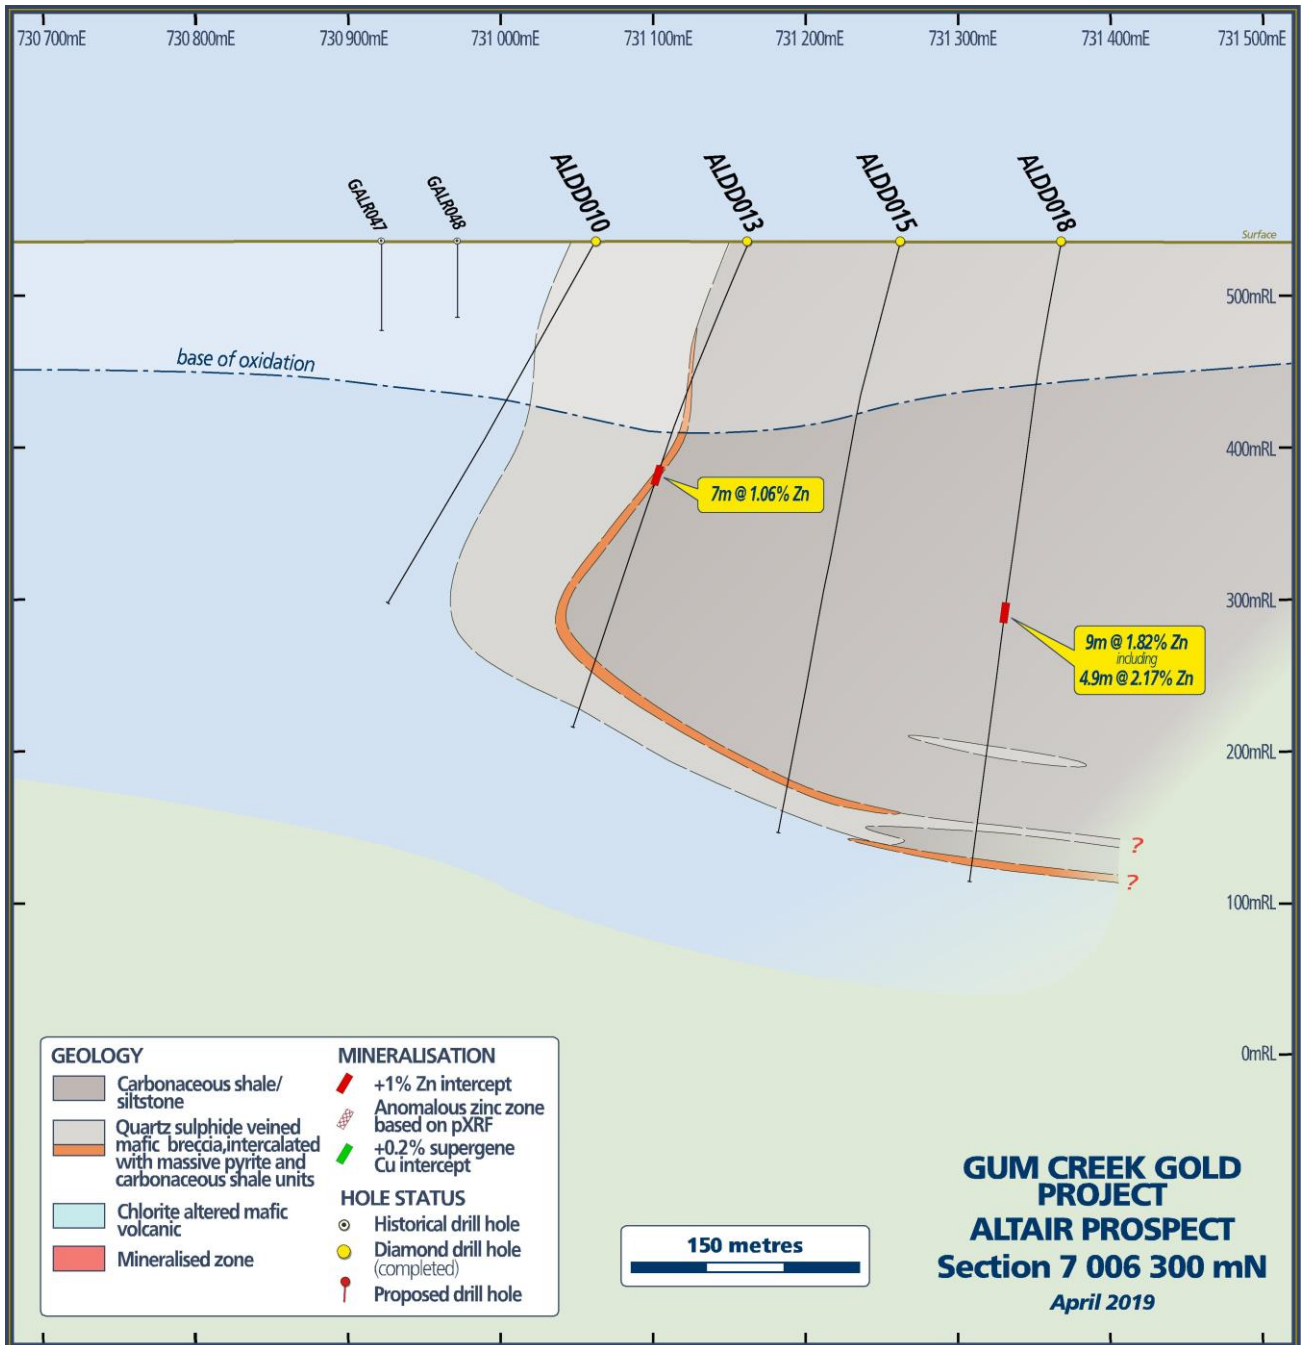 730 700mE
730 800mE
730 900mE
731 000mE
731 100mE
731 200mE
731 300mE
731 400mE
731 500mE
GALR047
GALR048
ALDD010
ALDD013
ALDD015
ALDD018
Surface
500mRL
base of oxidation
400mRL
7m @ 1.06% Zn
300mRL
9m @ 1.82% Zn
including
4.9m @ 2.17% Zn
200mRL
?
?
100mRL
0mRL
GEOLOGY
Carbonaceous shale/
siltstone
Quartz sulphide veined
mafic breccia,intercalated
with massive pyrite and
carbonaceous shale units
Chlorite altered mafic
volcanic
Mineralised zone
MINERALISATION
+1% Zn intercept
Anomalous zinc zone
based on pXRF
+0.2% supergene
Cu intercept
HOLE STATUS
Historical drill hole
Diamond drill hole
(completed)
Proposed drill hole
150 metres
GUM CREEK GOLD
PROJECT
ALTAIR PROSPECT
Section 7 006 300 mN
April 2019